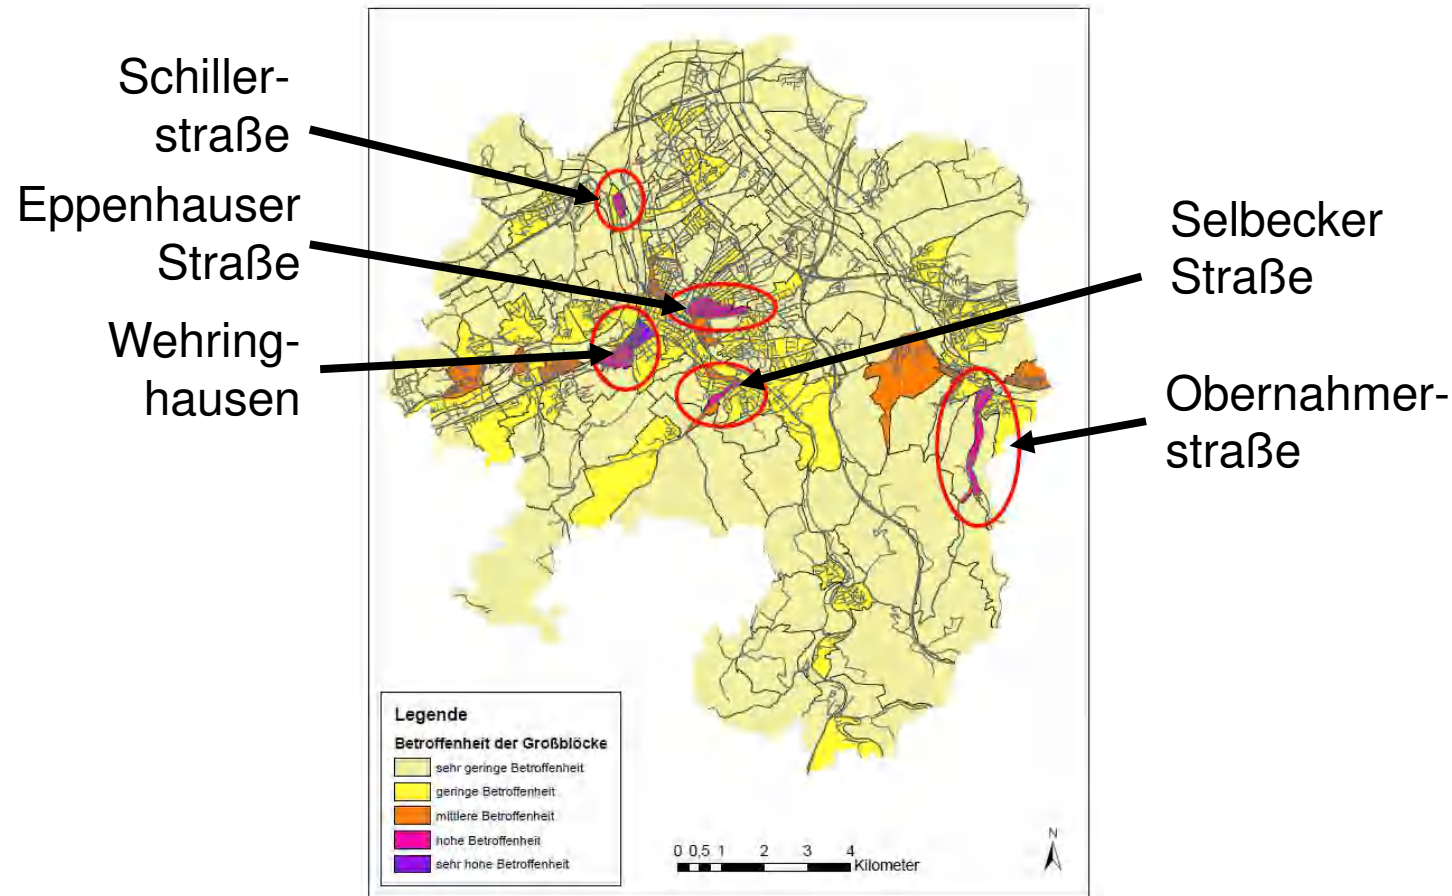 Schiller-
straße
Eppenhauser
Straße
Wehring-
hausen
Selbecker
Straße
Obernahmer-
straße
Legende
Betroffenheit der Großblöcke
sehr geringe Betroffenheit
geringe Betroffenheit
mittlere Betroffenheit
hohe Betroffenheit
sehr hohe Betroffenheit
0 0,5 1 2 3 4
Kilometer
N